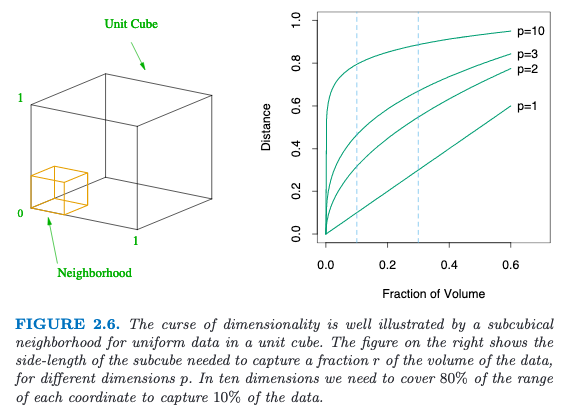 Unit Cube
1
0
1
Neighborhood
Distance
1.0
0.8
0.6
0.4
0.2
0.0
p=10
p=3
p=2
p=1
0.0 0.2 0.4 0.6
Fraction of Volume
FIGURE 2.6. The curse of dimensionality is well illustrated by a subcubical
neighborhood for uniform data in a unit cube. The figure on the right shows the
side-length of the subcube needed to capture a fraction r of the volume of the data,
for different dimensions p. In ten dimensions we need to cover 80% of the range
of each coordinate to capture 10% of the data.